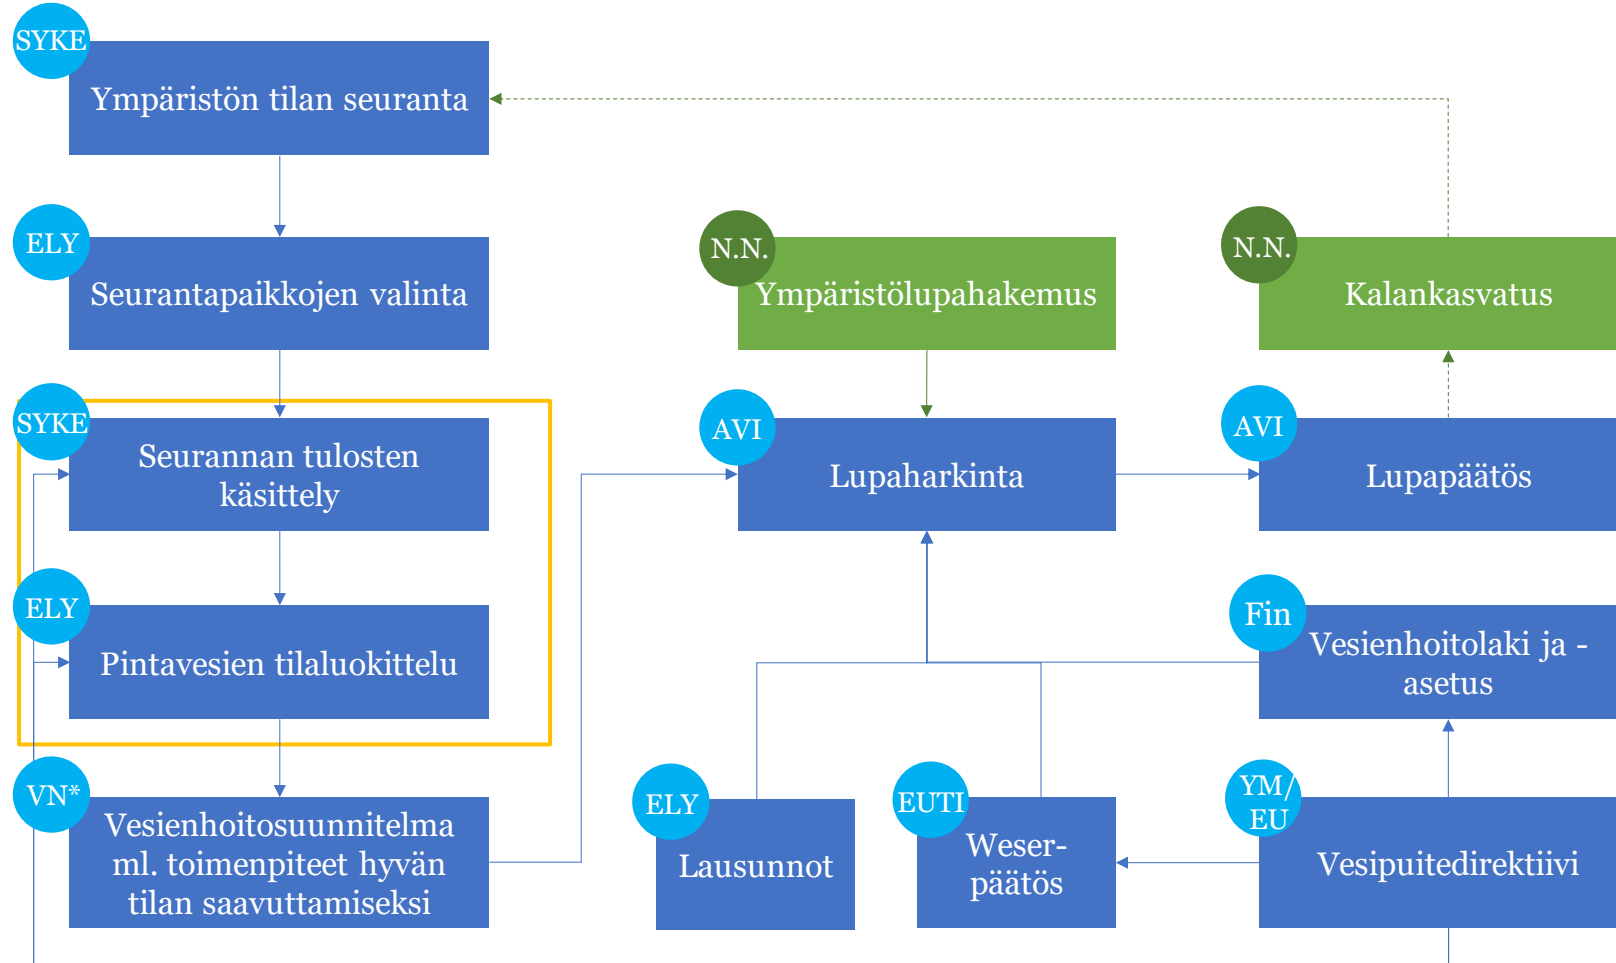 SYKE
Ympäristön tilan seuranta
ELY
Seurantapaikkojen valinta
N.N.
Ympäristölupahakemus
N.N.
Kalankasvatus
SYKE
Seurannan tulosten
käsittely
AVI
Lupaharkinta
AVI
Lupapäätös
ELY
Pintavesien tilaluokittelu
Fin
Vesienhoitolaki ja -
asetus
VN*
Vesienhoitosuunnitelma
ml. toimenpiteet hyvän
tilan saavuttamiseksi
ELY
Lausunnot
EUTI
Weser-
päätös
YM/
EU
Vesipuitedirektiivi